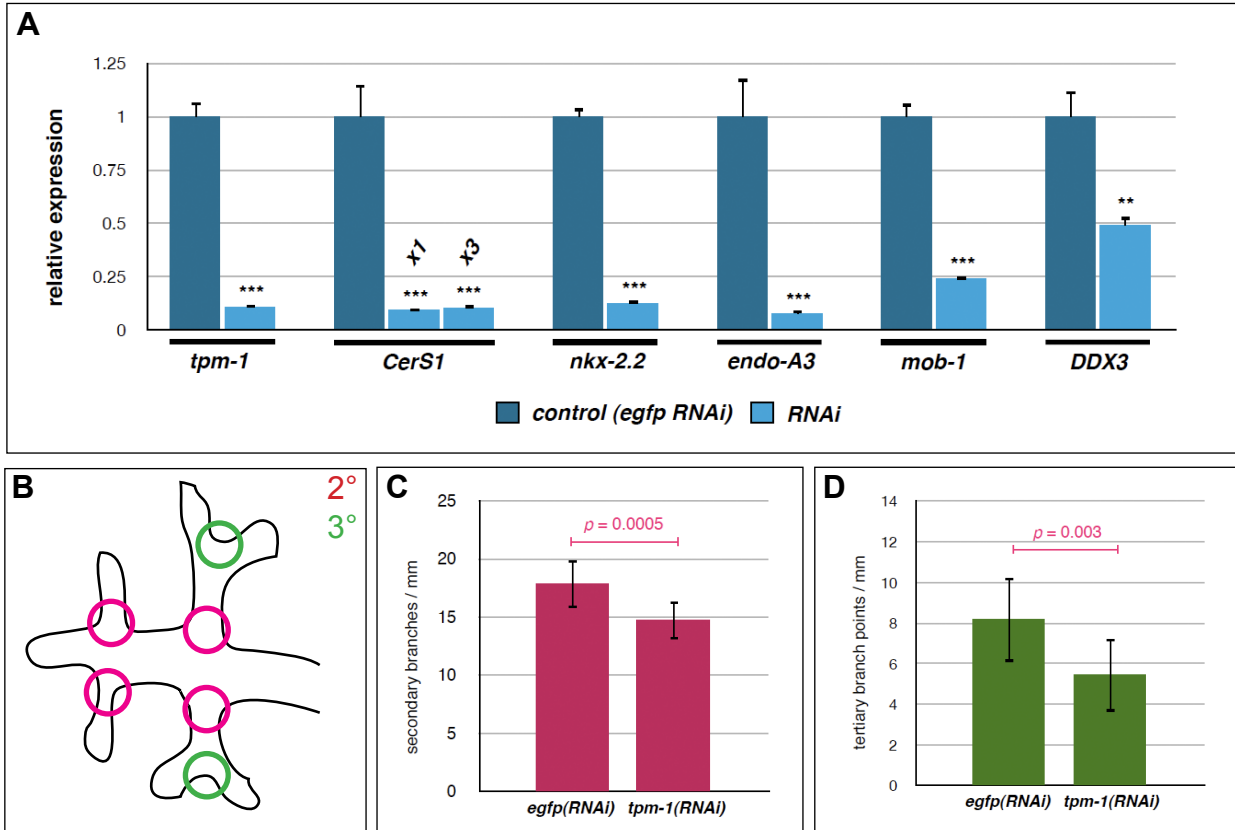 A
relative expression
1.25
1
0.75
0.5
0.25
0
***
x1
x3
***
***
***
***
***
**
tpm-1
CerS1
nkx-2.2
endo-A3
mob-1
DDX3
control (egfp RNAi)
RNAi
B
2°
3°
C
secondary branches / mm
25
20
15
10
5
0
p = 0.0005
egfp(RNAi)
tpm-1(RNAi)
D
tertiary branch points / mm
14
12
10
8
6
4
2
0
p = 0.003
egfp(RNAi)
tpm-1(RNAi)